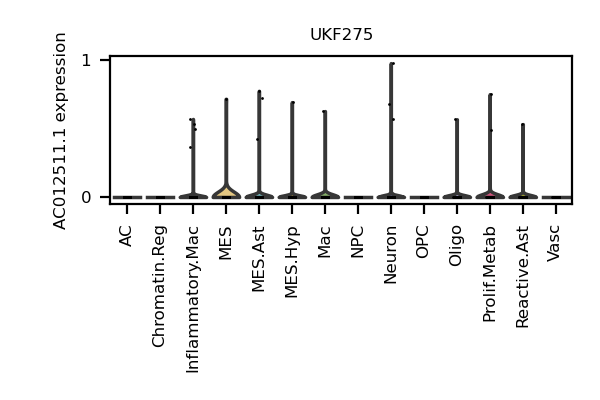 UKF275
AC012511.1 expression
1
0
AC
Chromatin.Reg
Inflammatory.Mac
MES
MES.Ast
MES.Hyp
Mac
NPC
Neuron
OPC
Oligo
Prolif.Metab
Reactive.Ast
Vasc